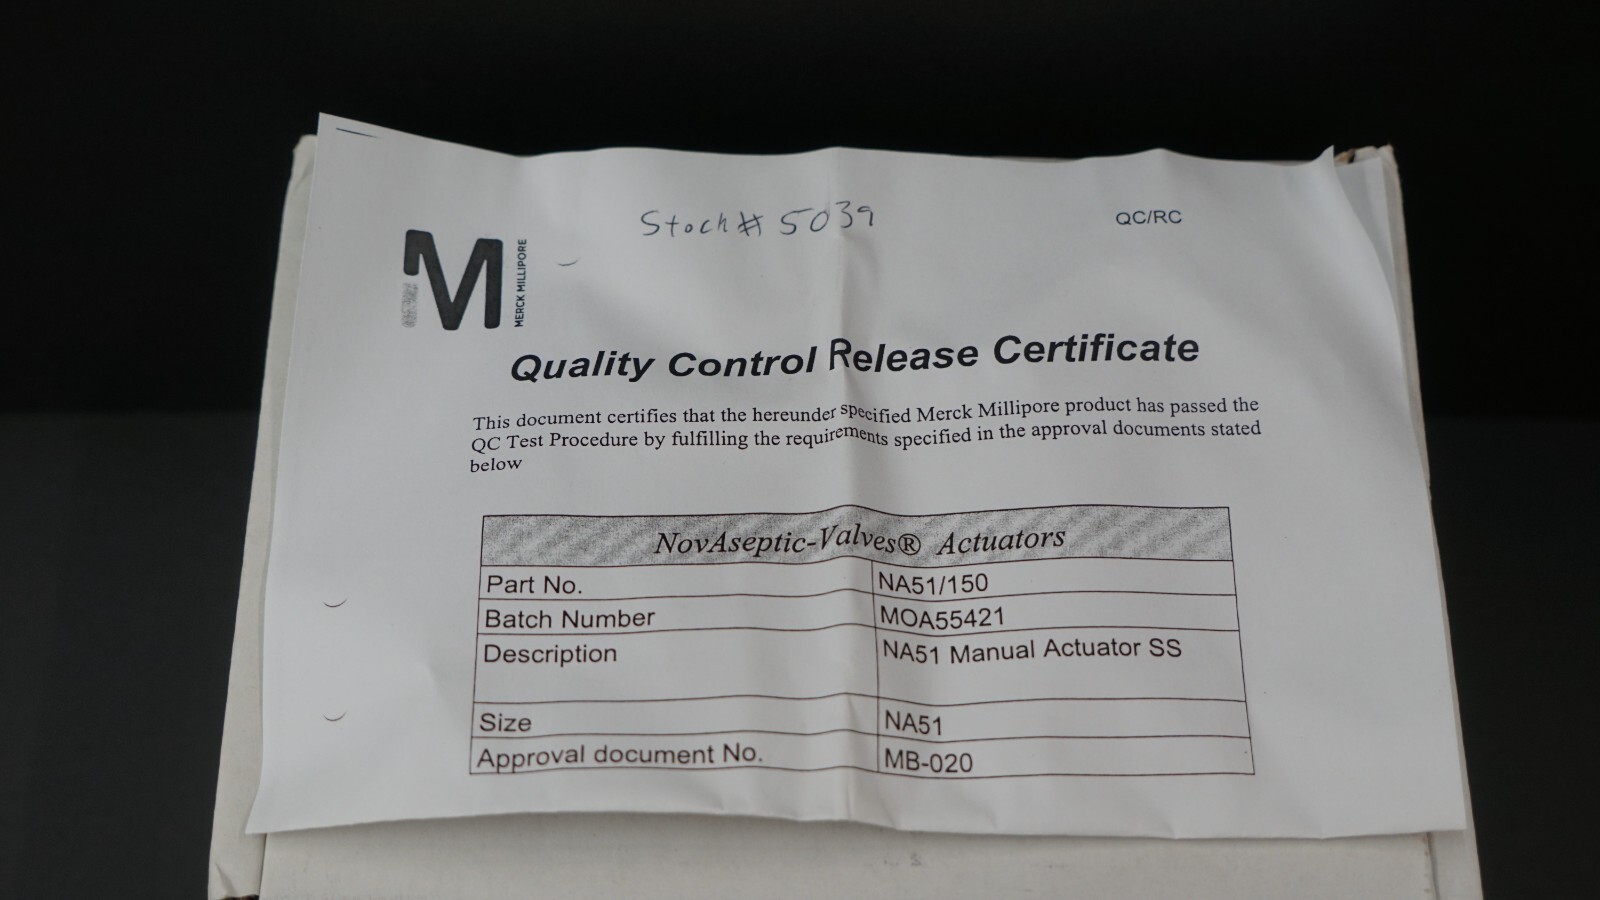 Stock# 5039
QC/RC
M
MERCK MILLIPORE
Quality Control Release Certificate
This document certifies that the hereunder specified Merck Millipore product has passed the
QC Test Procedure by fulfilling the requirements specified in the approval documents stated
below
NovAseptic-Valves® Actuators
Part No. NA51/150
Batch Number MOA55421
Description NA51 Manual Actuator SS
Size NA51
Approval document No. MB-020